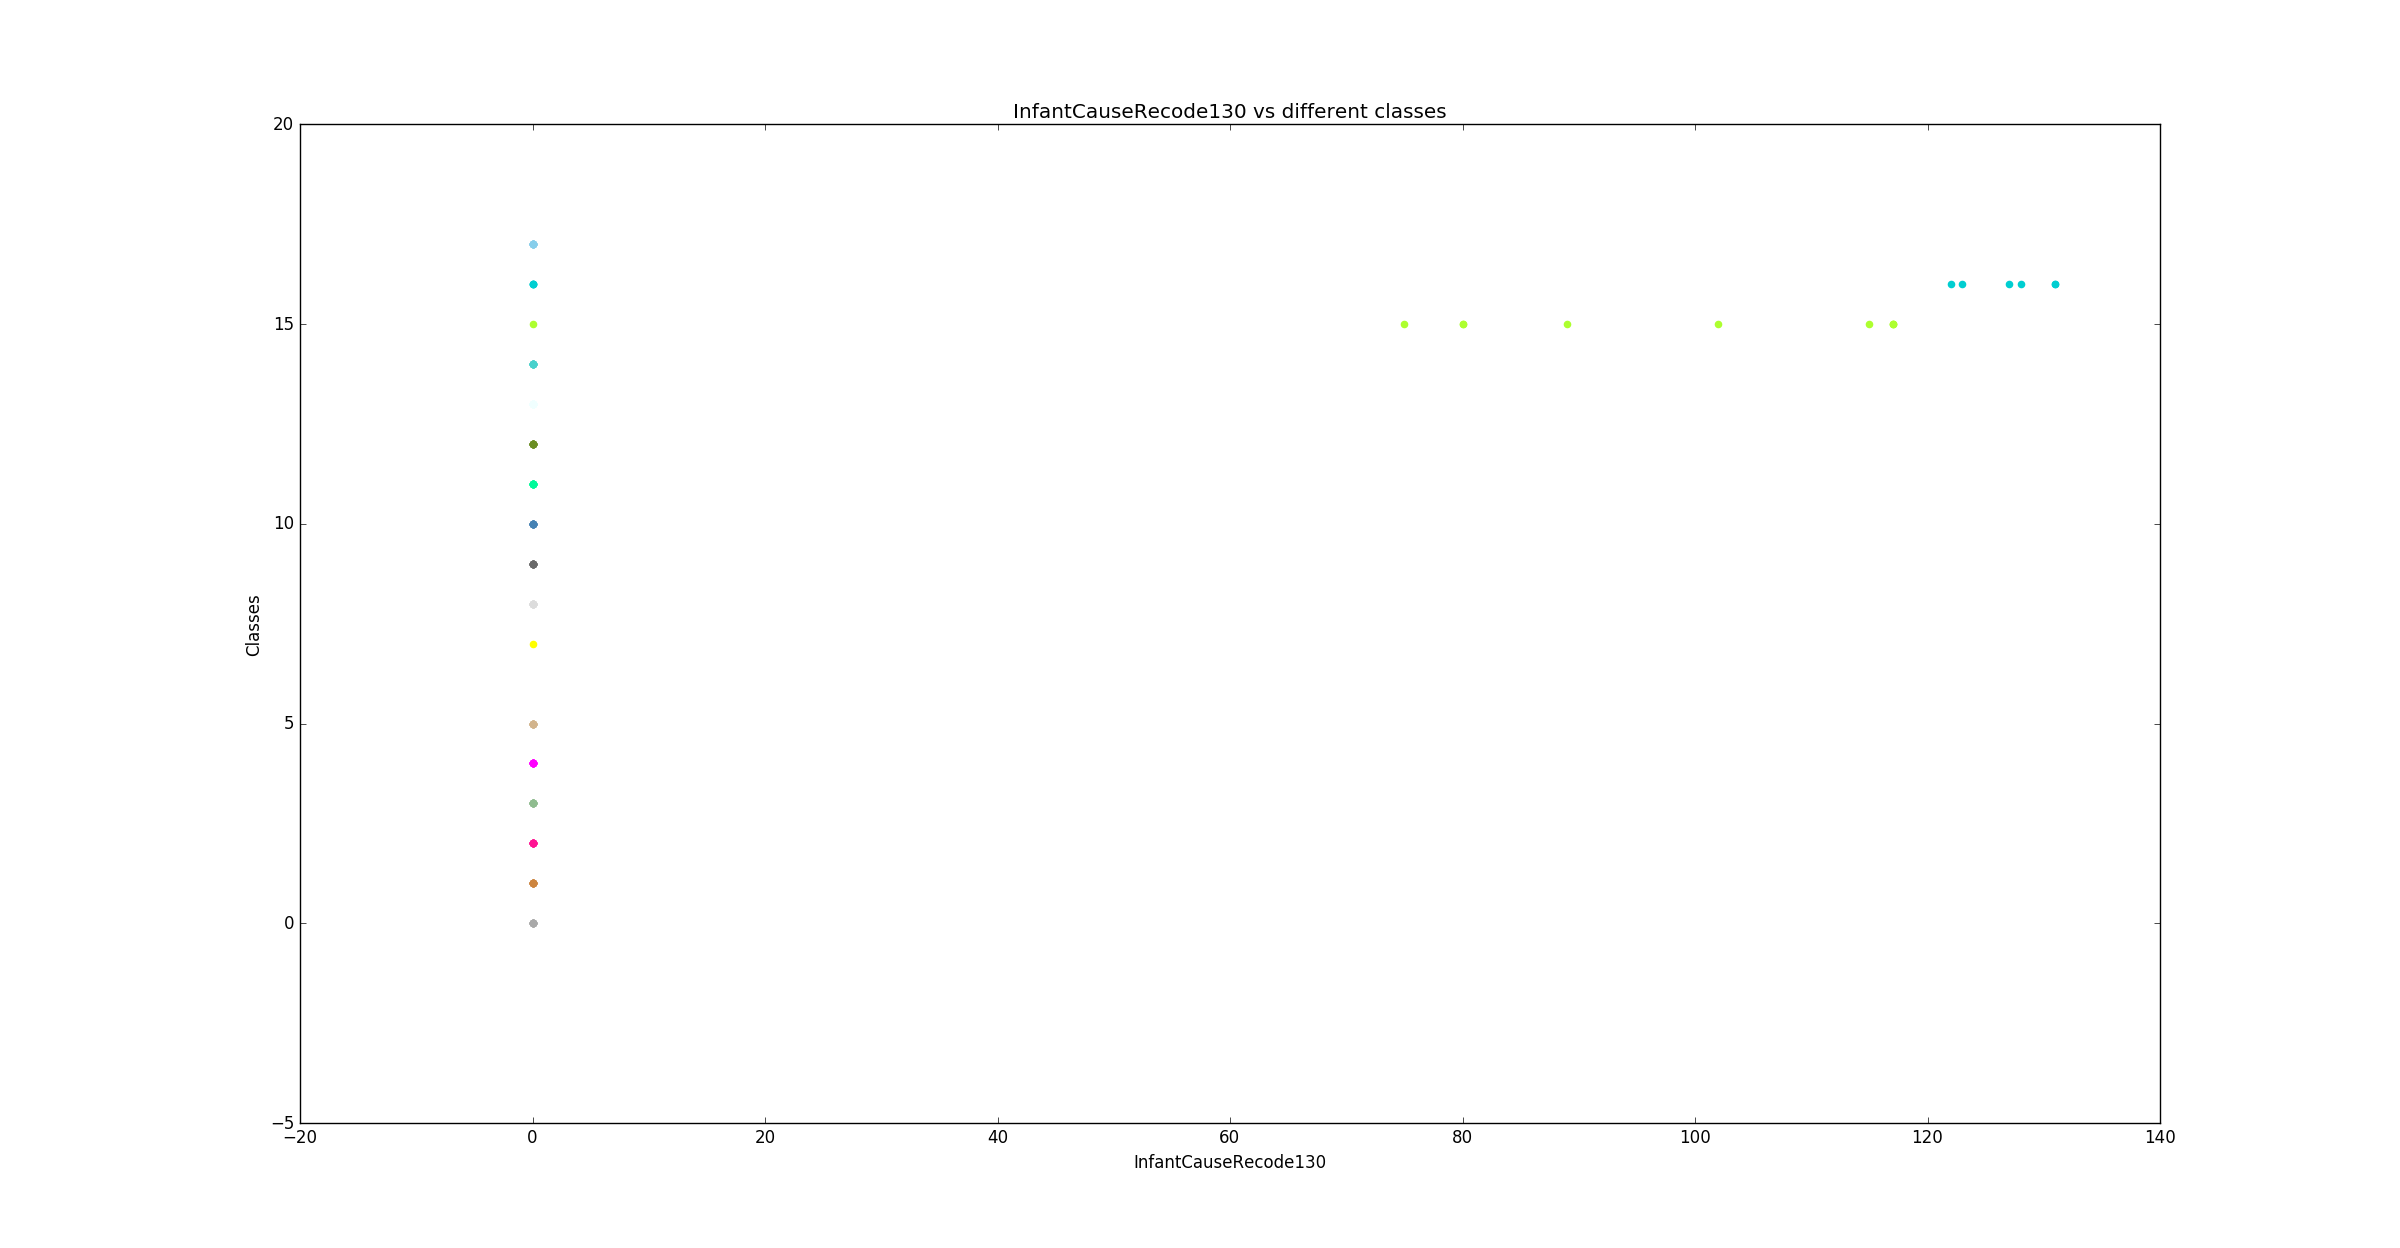 InfantCauseRecode130 vs different classes
20
15
10
5
0
−5
Classes
−20 0 20 40 60 80 100 120 140
InfantCauseRecode130